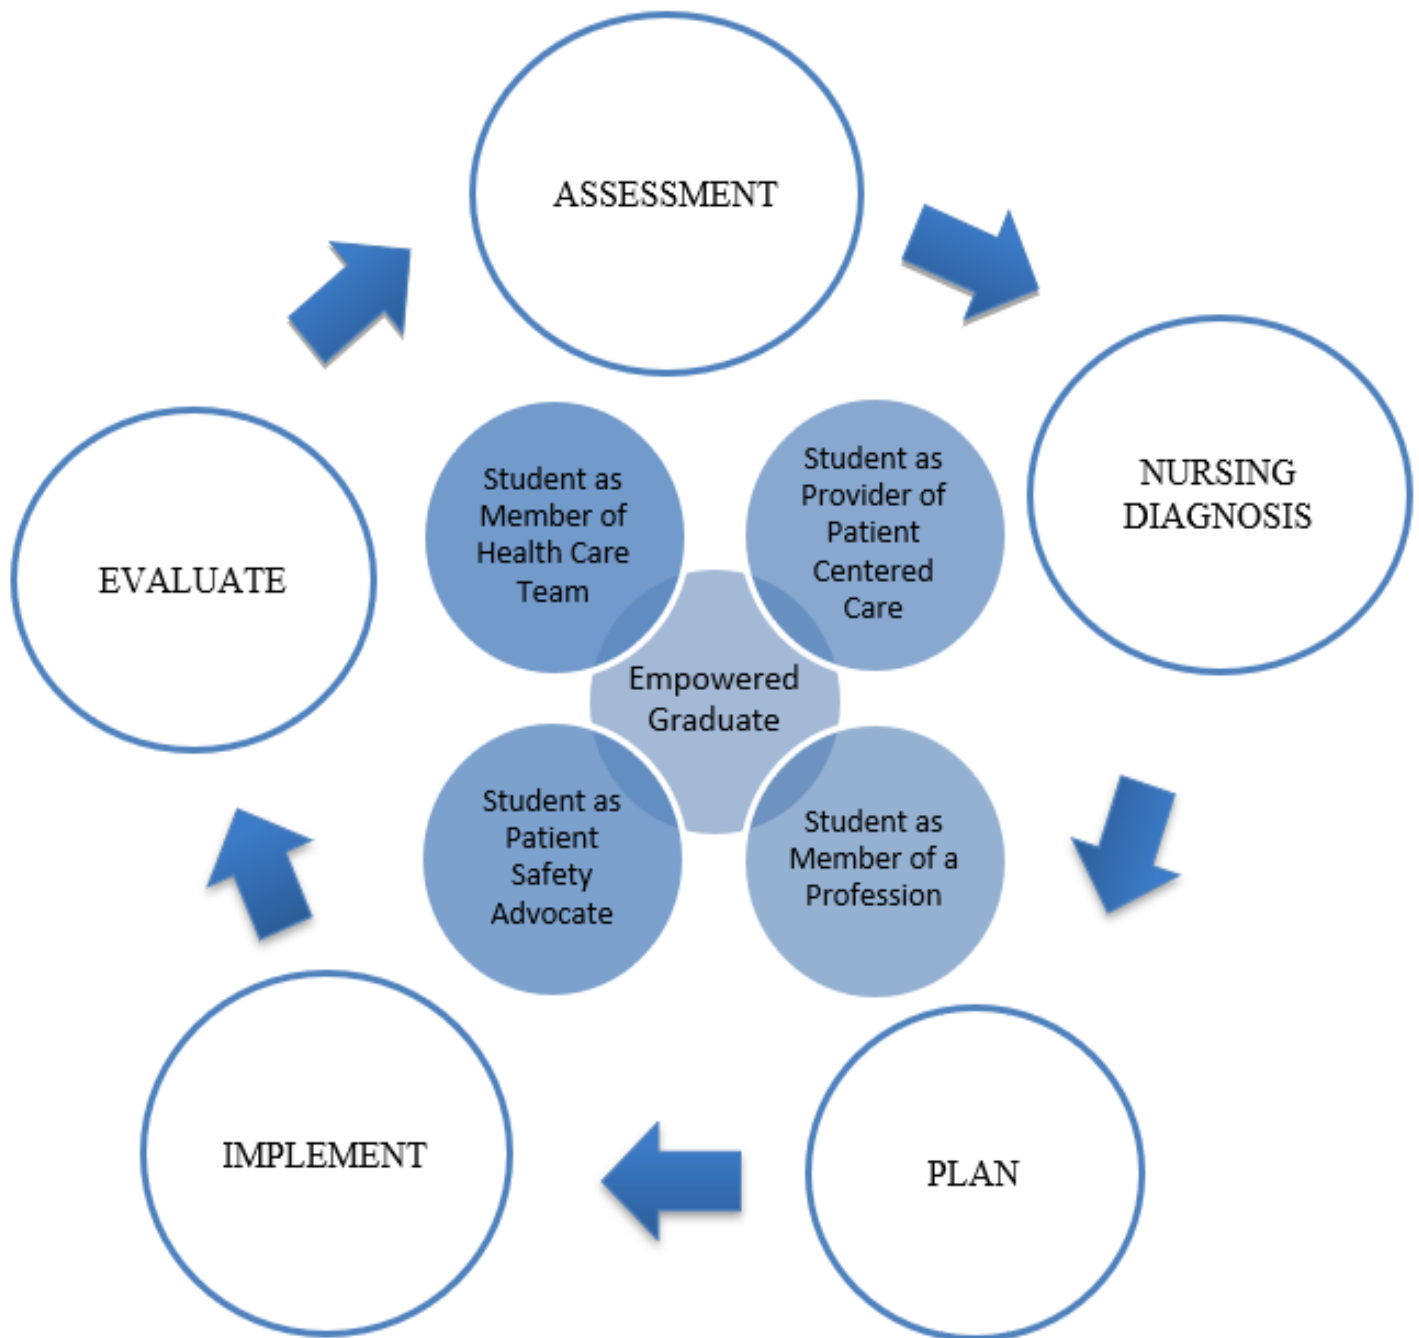 ASSESSMENT
NURSING
DIAGNOSIS
Student as
Member of
Health Care
Team
Student as
Provider of
Patient
Centered
Care
EVALUATE
Empowered
Graduate
Student as
Patient
Safety
Advocate
Student as
Member of a
Profession
IMPLEMENT
PLAN